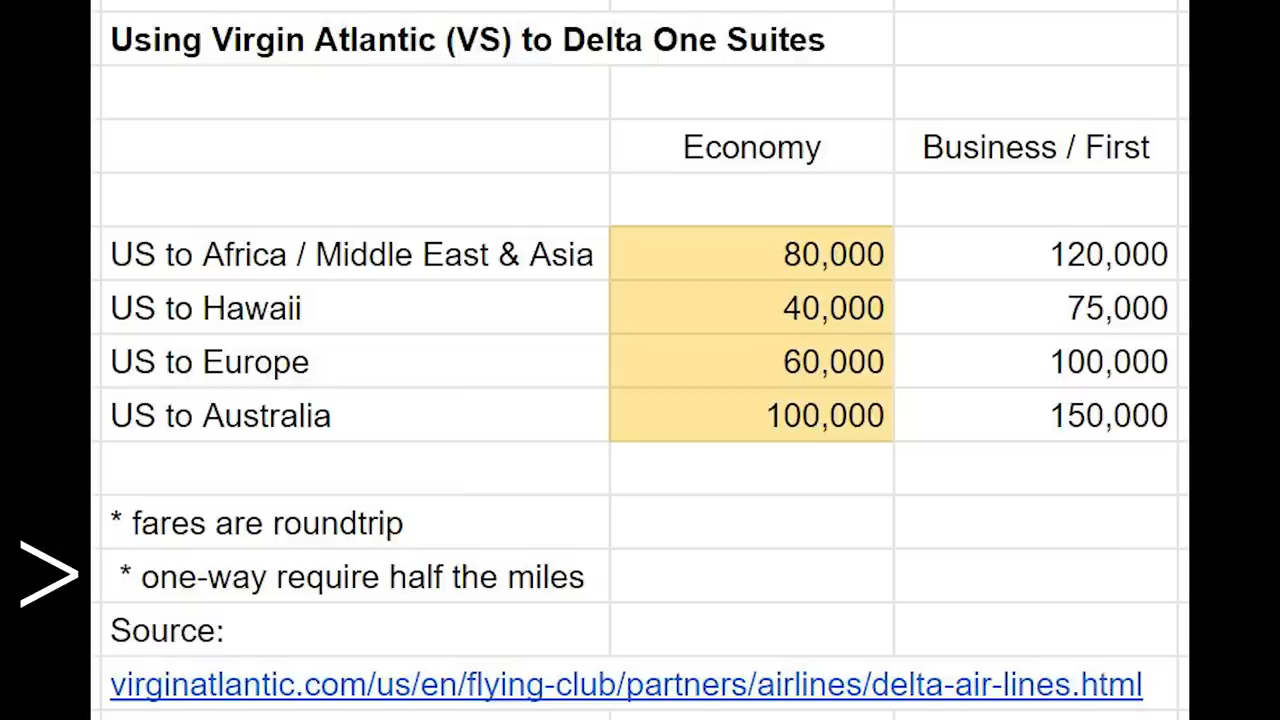 Using Virgin Atlantic (VS) to Delta One Suites
Economy Business / First
US to Africa / Middle East & Asia 80,000 120,000
US to Hawaii 40,000 75,000
US to Europe 60,000 100,000
US to Australia 100,000 150,000
* fares are roundtrip
> * one-way require half the miles
Source:
virginatlantic.com/us/en/flying-club/partners/airlines/delta-air-lines.html